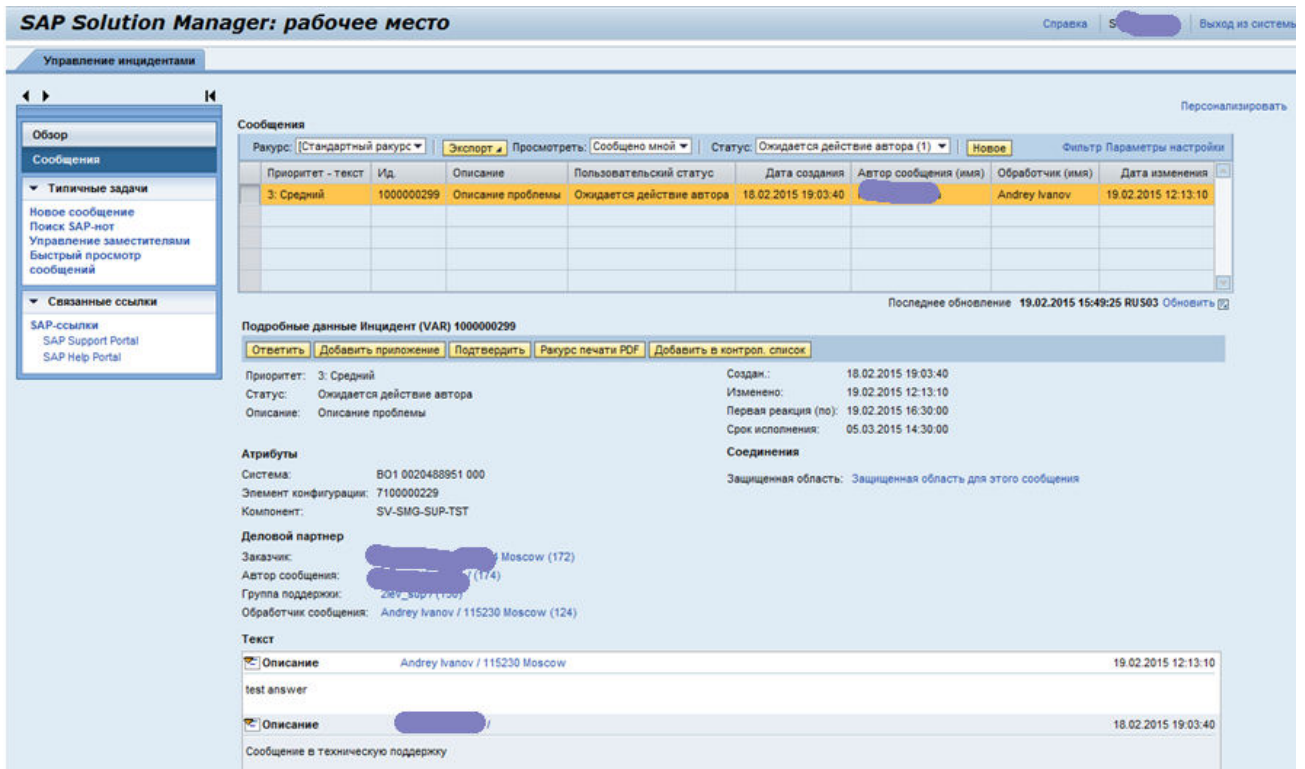 SAP Solution Manager: рабочее место
Справка S Выход из системы
Управление инцидентами
Персонализировать
Обзор
Сообщения
Типичные задачи
Новое сообщение
Поиск SAP-нот
Управление заместителями
Быстрый просмотр
сообщений
Связанные ссылки
SAP-ссылки
SAP Support Portal
SAP Help Portal
Сообщения
Ракурс: [Стандартный ракурс Экспорт Просмотреть: Сообщено мной Статус: Ожидается действие автора (1) Новое Фильтр Параметры настройки
Приоритет - текст Ид. Описание Пользовательский статус Дата создания Автор сообщения (имя) Обработчик (имя) Дата изменения
3: Средний 1000000299 Описание проблемы Ожидается действие автора 18.02.2015 19:03:40 Andrey Ivanov 19.02.2015 12:13:10
Последнее обновление 19.02.2015 15:49:25 RUS03 Обновить
Подробные данные Инцидент (VAR) 1000000299
Ответить Добавить приложение Подтвердить Ракурс печати PDF Добавить в контрол. список
Приоритет: 3: Средний Создан.: 18.02.2015 19:03:40
Статус: Ожидается действие автора Изменено: 19.02.2015 12:13:10
Описание: Описание проблемы Первая реакция (по): 19.02.2015 16:30:00
Срок исполнения: 05.03.2015 14:30:00
Атрибуты Соединения
Система: BO1 0020488951 000 Защищенная область: Защищенная область для этого сообщения
Элемент конфигурации: 7100000229
Компонент: SV-SMG-SUP-TST
Деловой партнер
Заказчик: Moscow (172)
Автор сообщения: / (174)
Группа поддержки:
Обработчик сообщения: Andrey Ivanov / 115230 Moscow (124)
Текст
Описание Andrey Ivanov / 115230 Moscow 19.02.2015 12:13:10
test answer
Описание / 18.02.2015 19:03:40
Сообщение в техническую поддержку